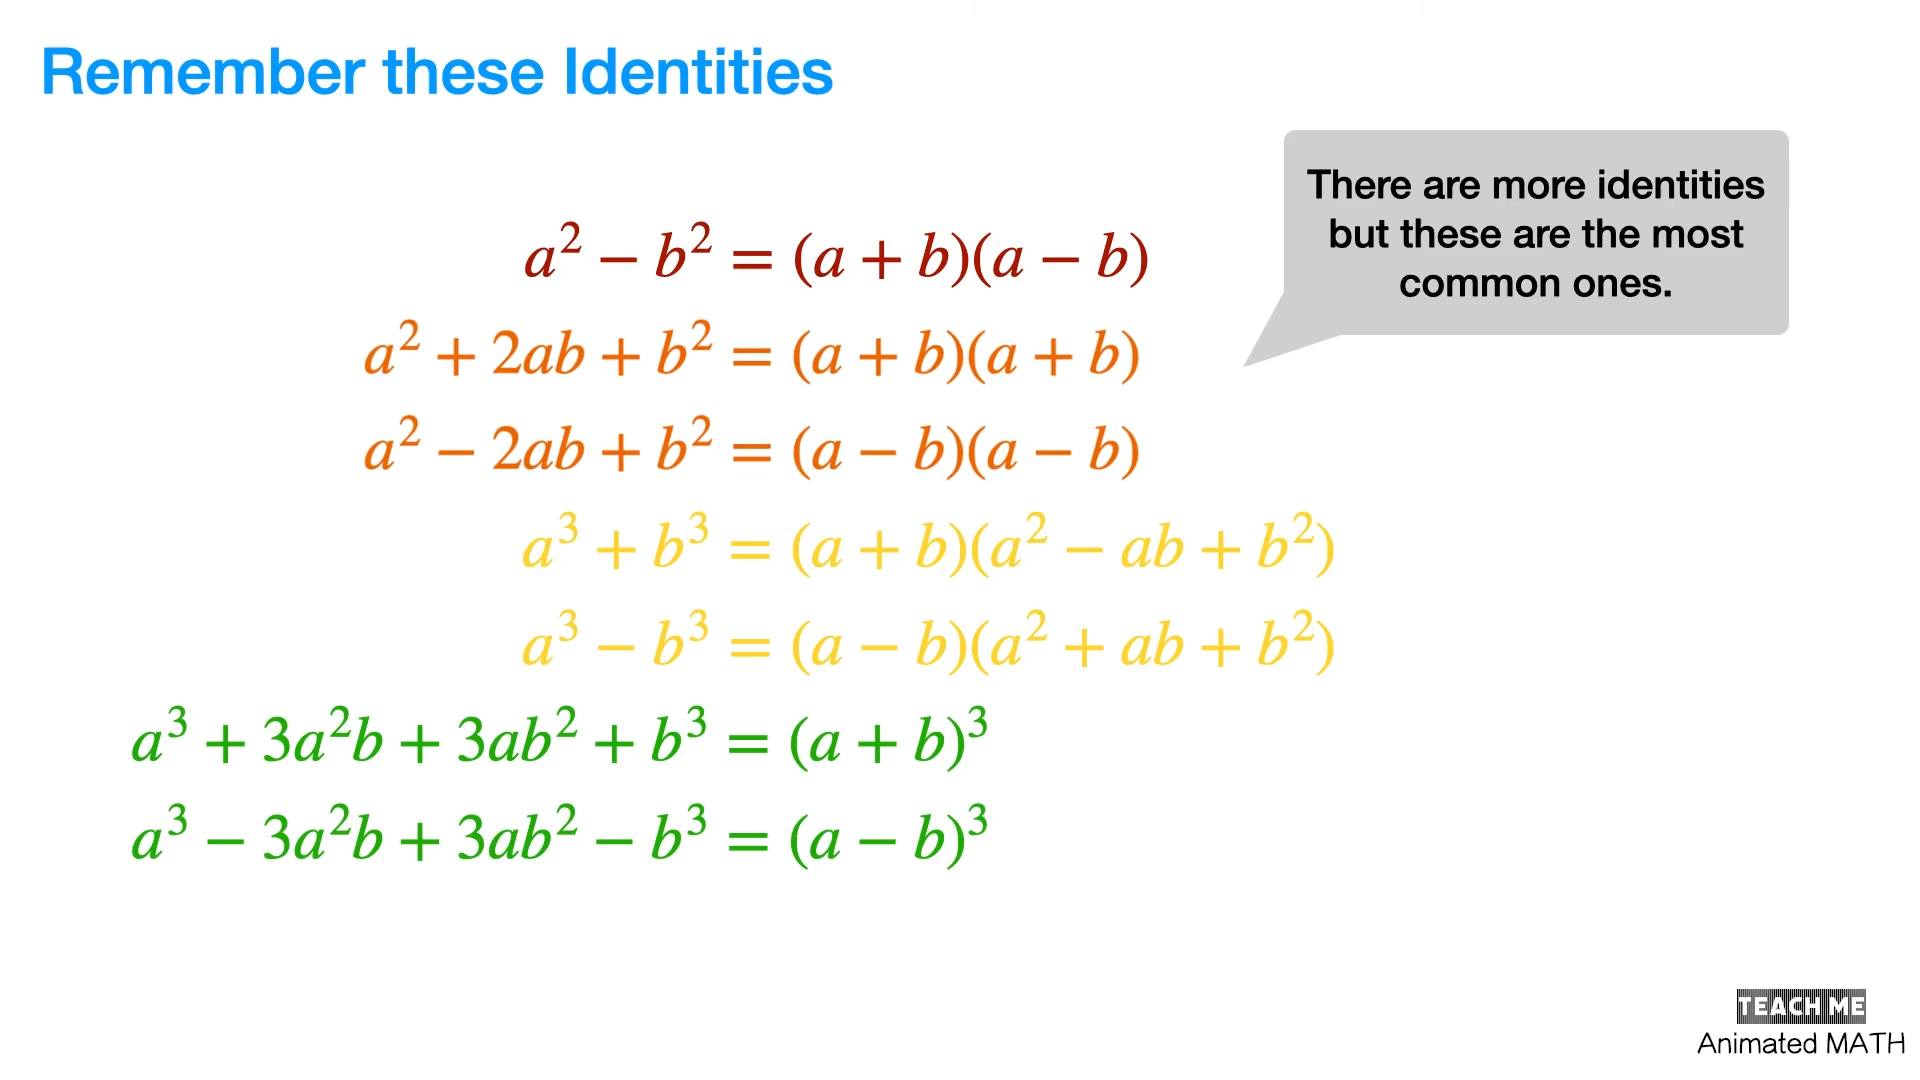 Remember these Identities
There are more identities
but these are the most
common ones.
a² − b² = (a + b)(a − b)
a² + 2ab + b² = (a + b)(a + b)
a² − 2ab + b² = (a − b)(a − b)
a³ + b³ = (a + b)(a² − ab + b²)
a³ − b³ = (a − b)(a² + ab + b²)
a³ + 3a²b + 3ab² + b³ = (a + b)³
a³ − 3a²b + 3ab² − b³ = (a − b)³
TEACH ME
Animated MATH